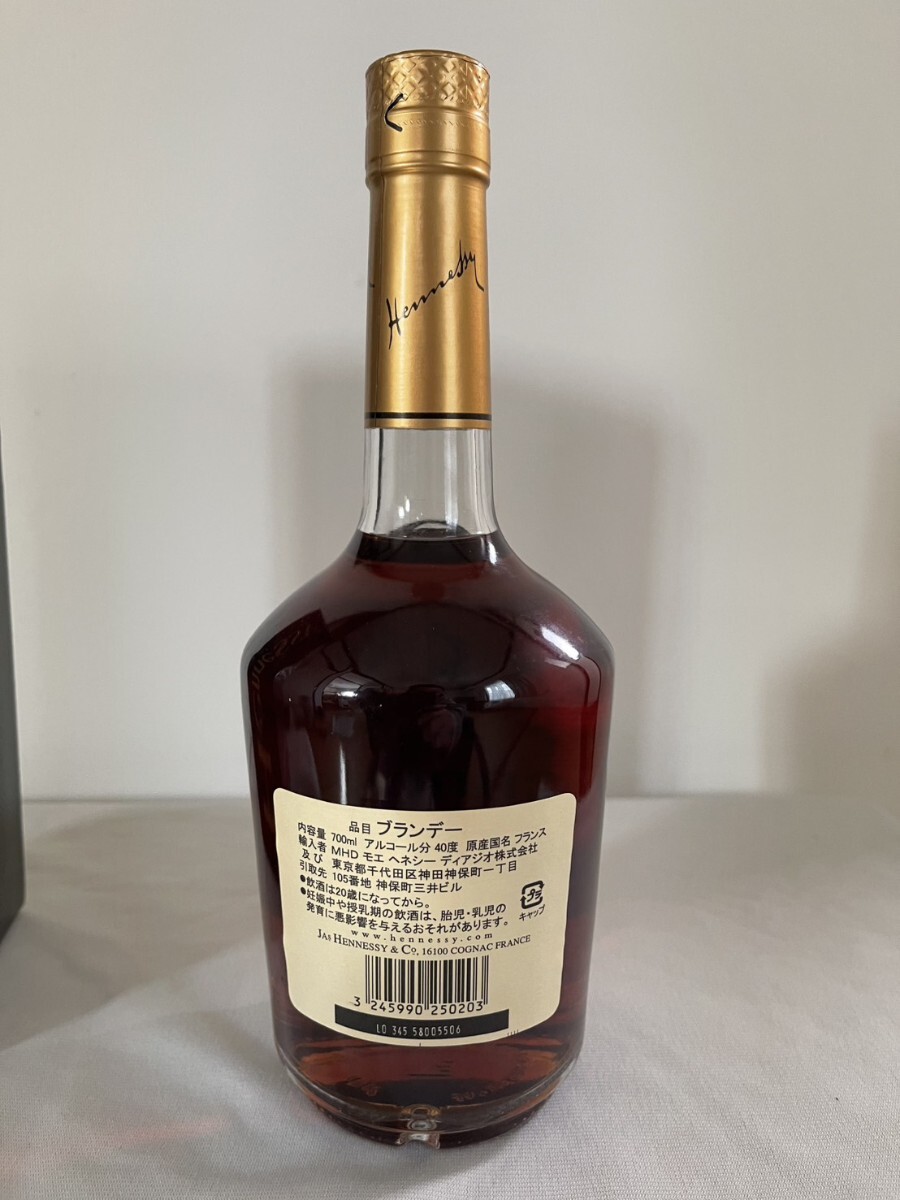 Hennessy
品目 ブランデー
内容量 700ml アルコール分 40度 原産国名 フランス
輸入者 MHD モエ ヘネシー ディアジオ株式会社
及び 東京都千代田区神田神保町一丁目
引取先 105番地 神保町三井ビル
●飲酒は20歳になってから。
●妊娠中や授乳期の飲酒は、胎児・乳児の
発育に悪影響を与えるおそれがあります。
キャップ
www.hennessy.com
JAS HENNESSY & CO, 16100 COGNAC FRANCE
3 245990 250203
LO 345 58005506